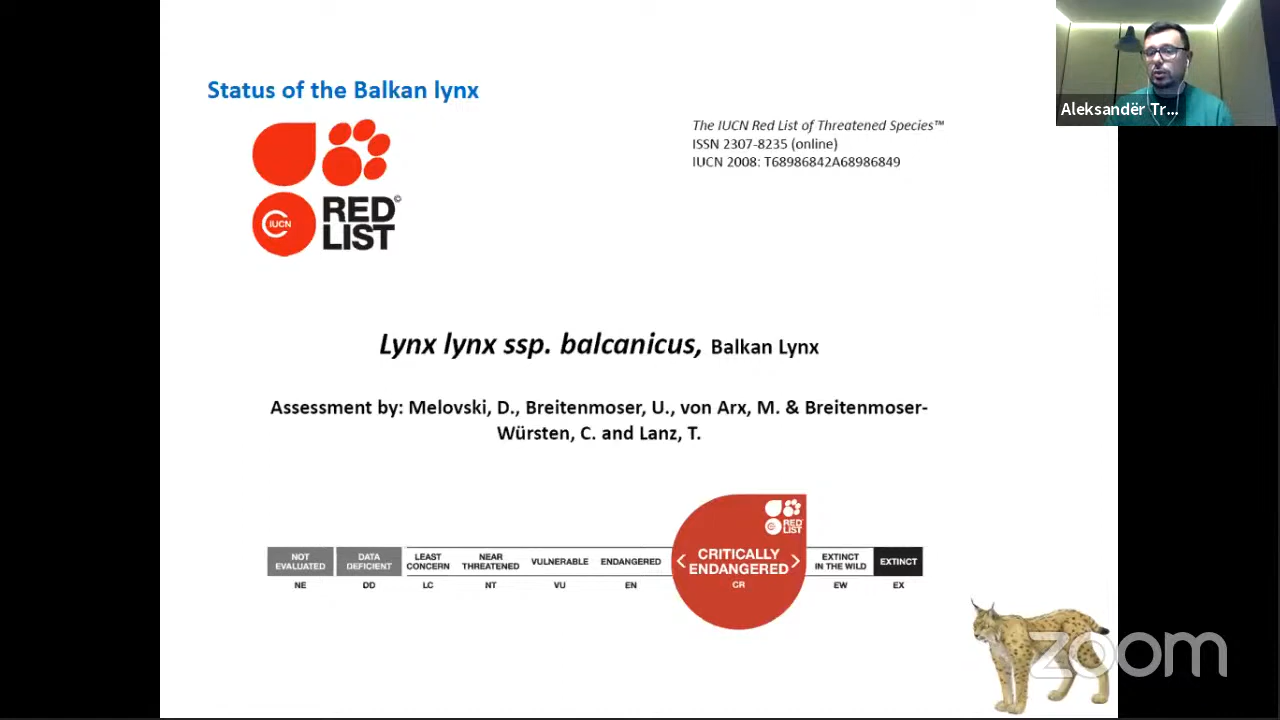 Status of the Balkan lynx
Aleksandër Tr...
The IUCN Red List of Threatened Species™
ISSN 2307-8235 (online)
IUCN 2008: T68986842A68986849
IUCN
RED
LIST
©
Lynx lynx ssp. balcanicus, Balkan Lynx
Assessment by: Melovski, D., Breitenmoser, U., von Arx, M. & Breitenmoser-
Würsten, C. and Lanz, T.
RED
LIST
NOT
EVALUATED
NE
DATA
DEFICIENT
DD
LEAST
CONCERN
LC
NEAR
THREATENED
NT
VULNERABLE
VU
ENDANGERED
EN
< CRITICALLY
ENDANGERED >
CR
EXTINCT
IN THE WILD
EW
EXTINCT
EX
zoom